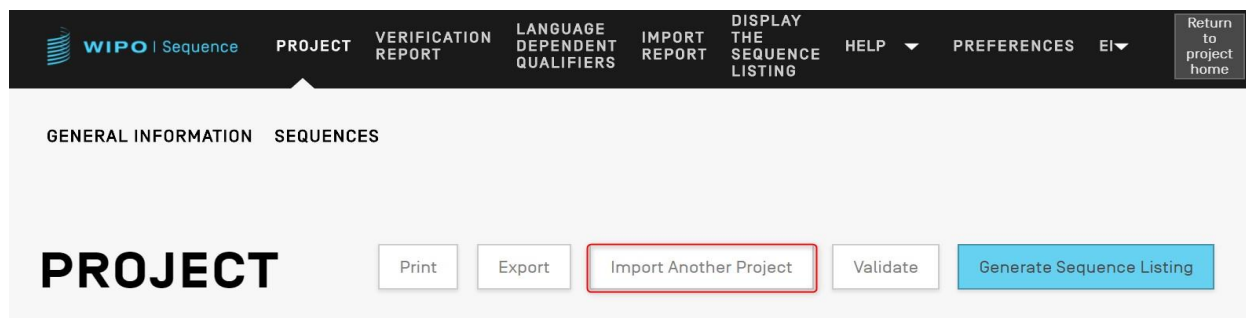 WIPO | Sequence
PROJECT
VERIFICATION
REPORT
LANGUAGE
DEPENDENT
QUALIFIERS
IMPORT
REPORT
DISPLAY
THE
SEQUENCE
LISTING
HELP
PREFERENCES
El
Return
to
project
home
GENERAL INFORMATION SEQUENCES
PROJECT
Print Export Import Another Project Validate Generate Sequence Listing